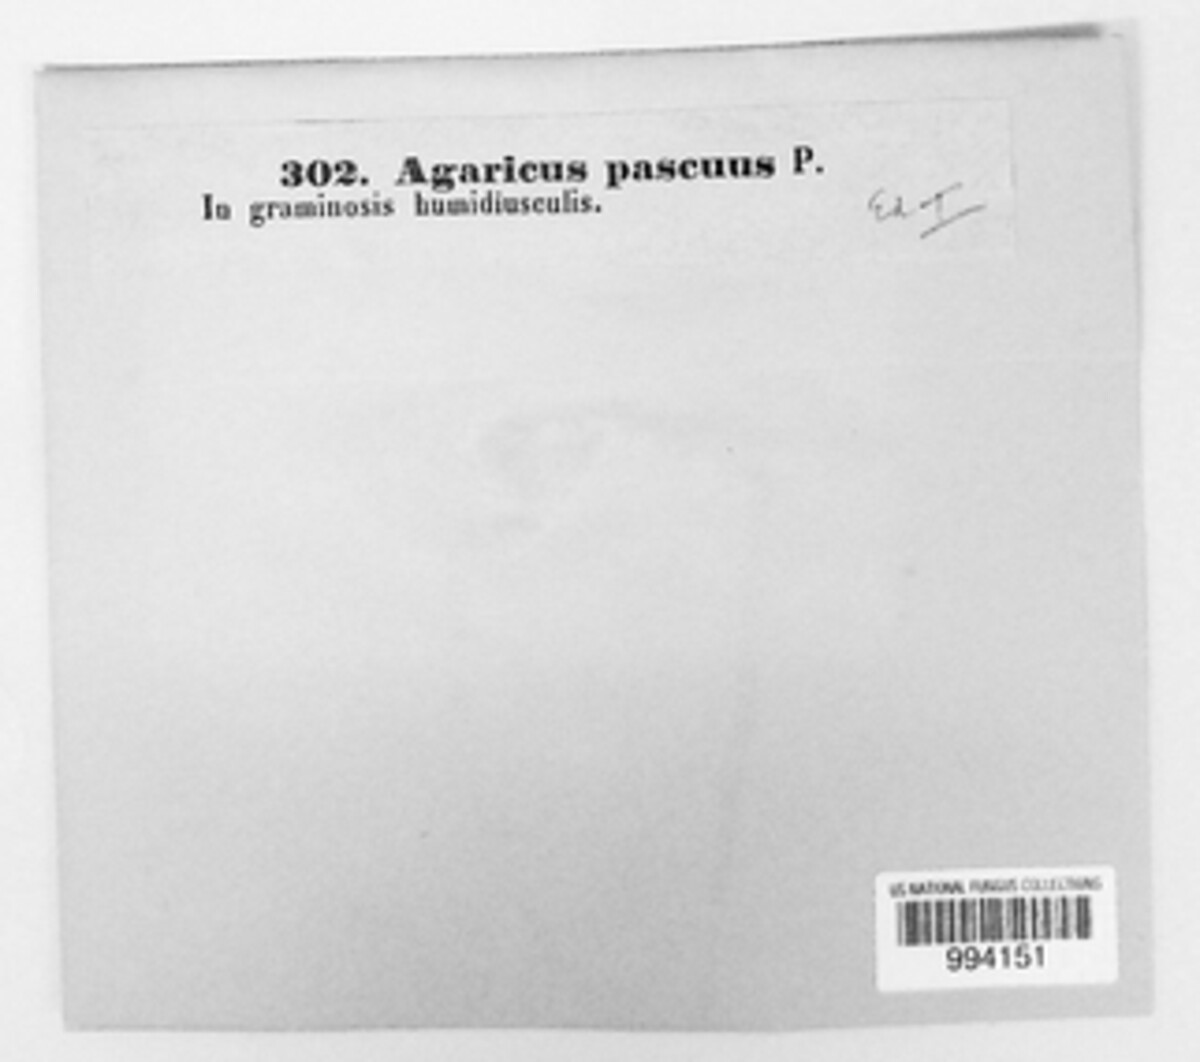 302. Agaricus pascuus P.
In graminosis humidiusculis.
US NATIONAL FUNGUS COLLECTIONS
994151